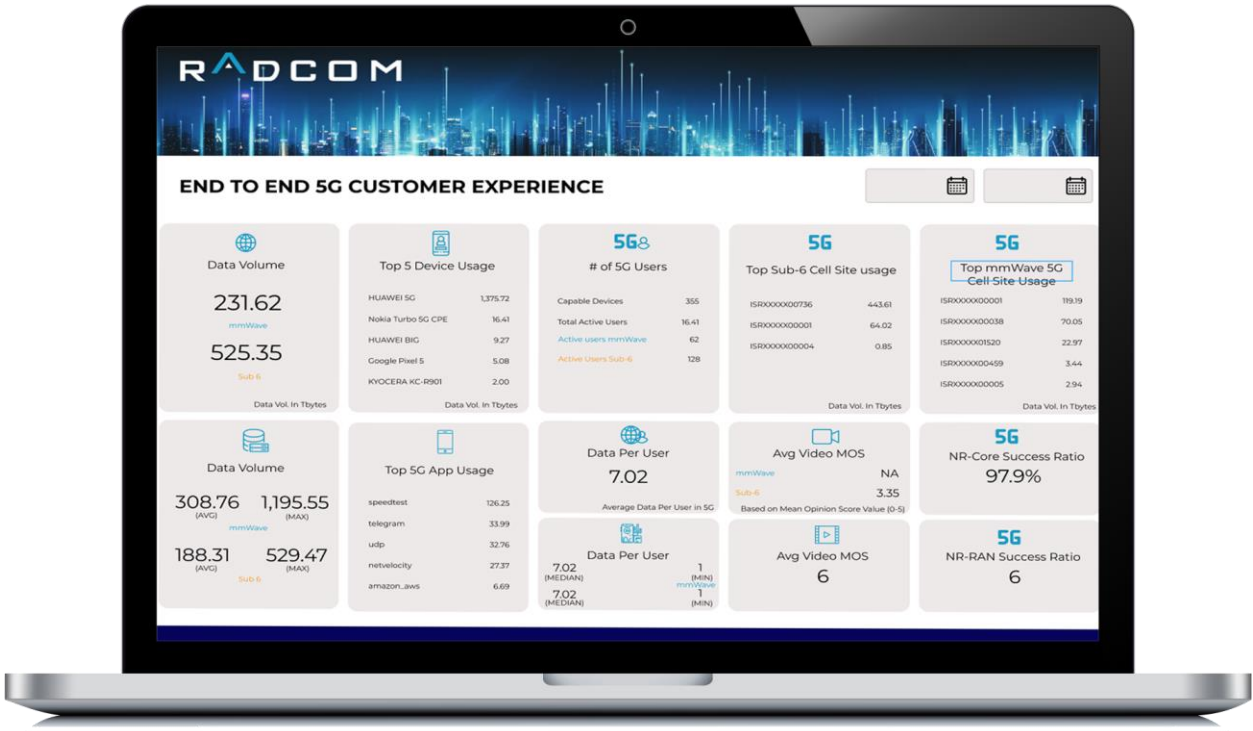 RADCOM
END TO END 5G CUSTOMER EXPERIENCE
Data Volume
231.62
mmWave
525.35
Sub 6
Data Vol. In Tbytes
Top 5 Device Usage
HUAWEI 5G 1,375.72
Nokia Turbo 5G CPE 16.41
HUAWEI BIG 9.27
Google Pixel 5 5.08
KYOCERA KC-R901 2.00
Data Vol. In Tbytes
5G
# of 5G Users
Capable Devices 355
Total Active Users 16.41
Active users mmWave 62
Active Users Sub-6 128
5G
Top Sub-6 Cell Site usage
ISRXXXXX00736 443.61
ISRXXXXX00001 64.02
ISRXXXXX00004 0.85
Data Vol. In Tbytes
5G
Top mmWave 5G
Cell Site Usage
ISRXXXXX00001 119.19
ISRXXXXX00038 70.05
ISRXXXXX01520 22.97
ISRXXXXX00459 3.44
ISRXXXXX00005 2.94
Data Vol. In Tbytes
Data Volume
308.76 1,195.55
(AVG) (MAX)
mmWave
188.31 529.47
(AVG) (MAX)
Sub 6
Top 5G App Usage
speedtest 126.25
telegram 33.99
udp 32.76
netvelocity 27.37
amazon_aws 6.69
Data Per User
7.02
Average Data Per User in 5G
Data Per User
7.02 1
(MEDIAN) (MIN)
mmWave
7.02 1
(MEDIAN) (MIN)
Avg Video MOS
mmWave NA
Sub-6 3.35
Based on Mean Opinion Score Value (0-5)
Avg Video MOS
6
5G
NR-Core Success Ratio
97.9%
5G
NR-RAN Success Ratio
6